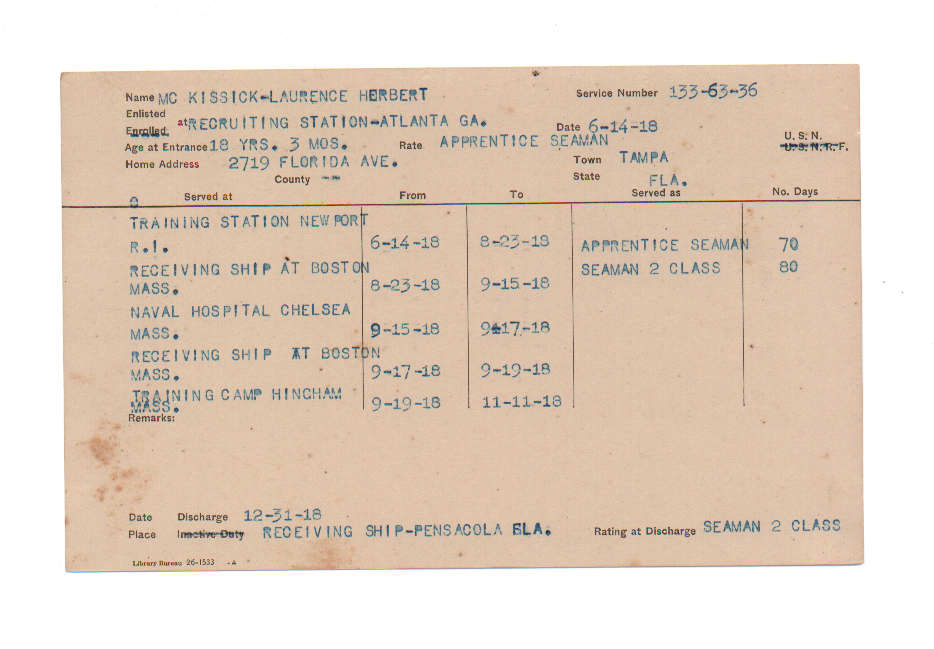 Name MC KISSICK-LAURENCE HERBERT Service Number 133-63-36
Enlisted
Enrolled at RECRUITING STATION-ATLANTA GA. Date 6-14-18
Age at Entrance 18 YRS. 3 MOS. Rate APPRENTICE SEAMAN U.S.N.
U.S.N.R.F.
Home Address 2719 FLORIDA AVE. Town TAMPA
County -- State FLA.
Served at From To Served as No. Days
TRAINING STATION NEWPORT
R.I. 6-14-18 8-23-18 APPRENTICE SEAMAN 70
RECEIVING SHIP AT BOSTON SEAMAN 2 CLASS 80
MASS. 8-23-18 9-15-18
NAVAL HOSPITAL CHELSEA
MASS. 9-15-18 9-17-18
RECEIVING SHIP AT BOSTON
MASS. 9-17-18 9-19-18
TRAINING CAMP HINGHAM
MASS. 9-19-18 11-11-18
Remarks:
Date Discharge 12-31-18
Place Inactive Duty RECEIVING SHIP-PENSACOLA FLA. Rating at Discharge SEAMAN 2 CLASS
Library Bureau 26-1533 -A